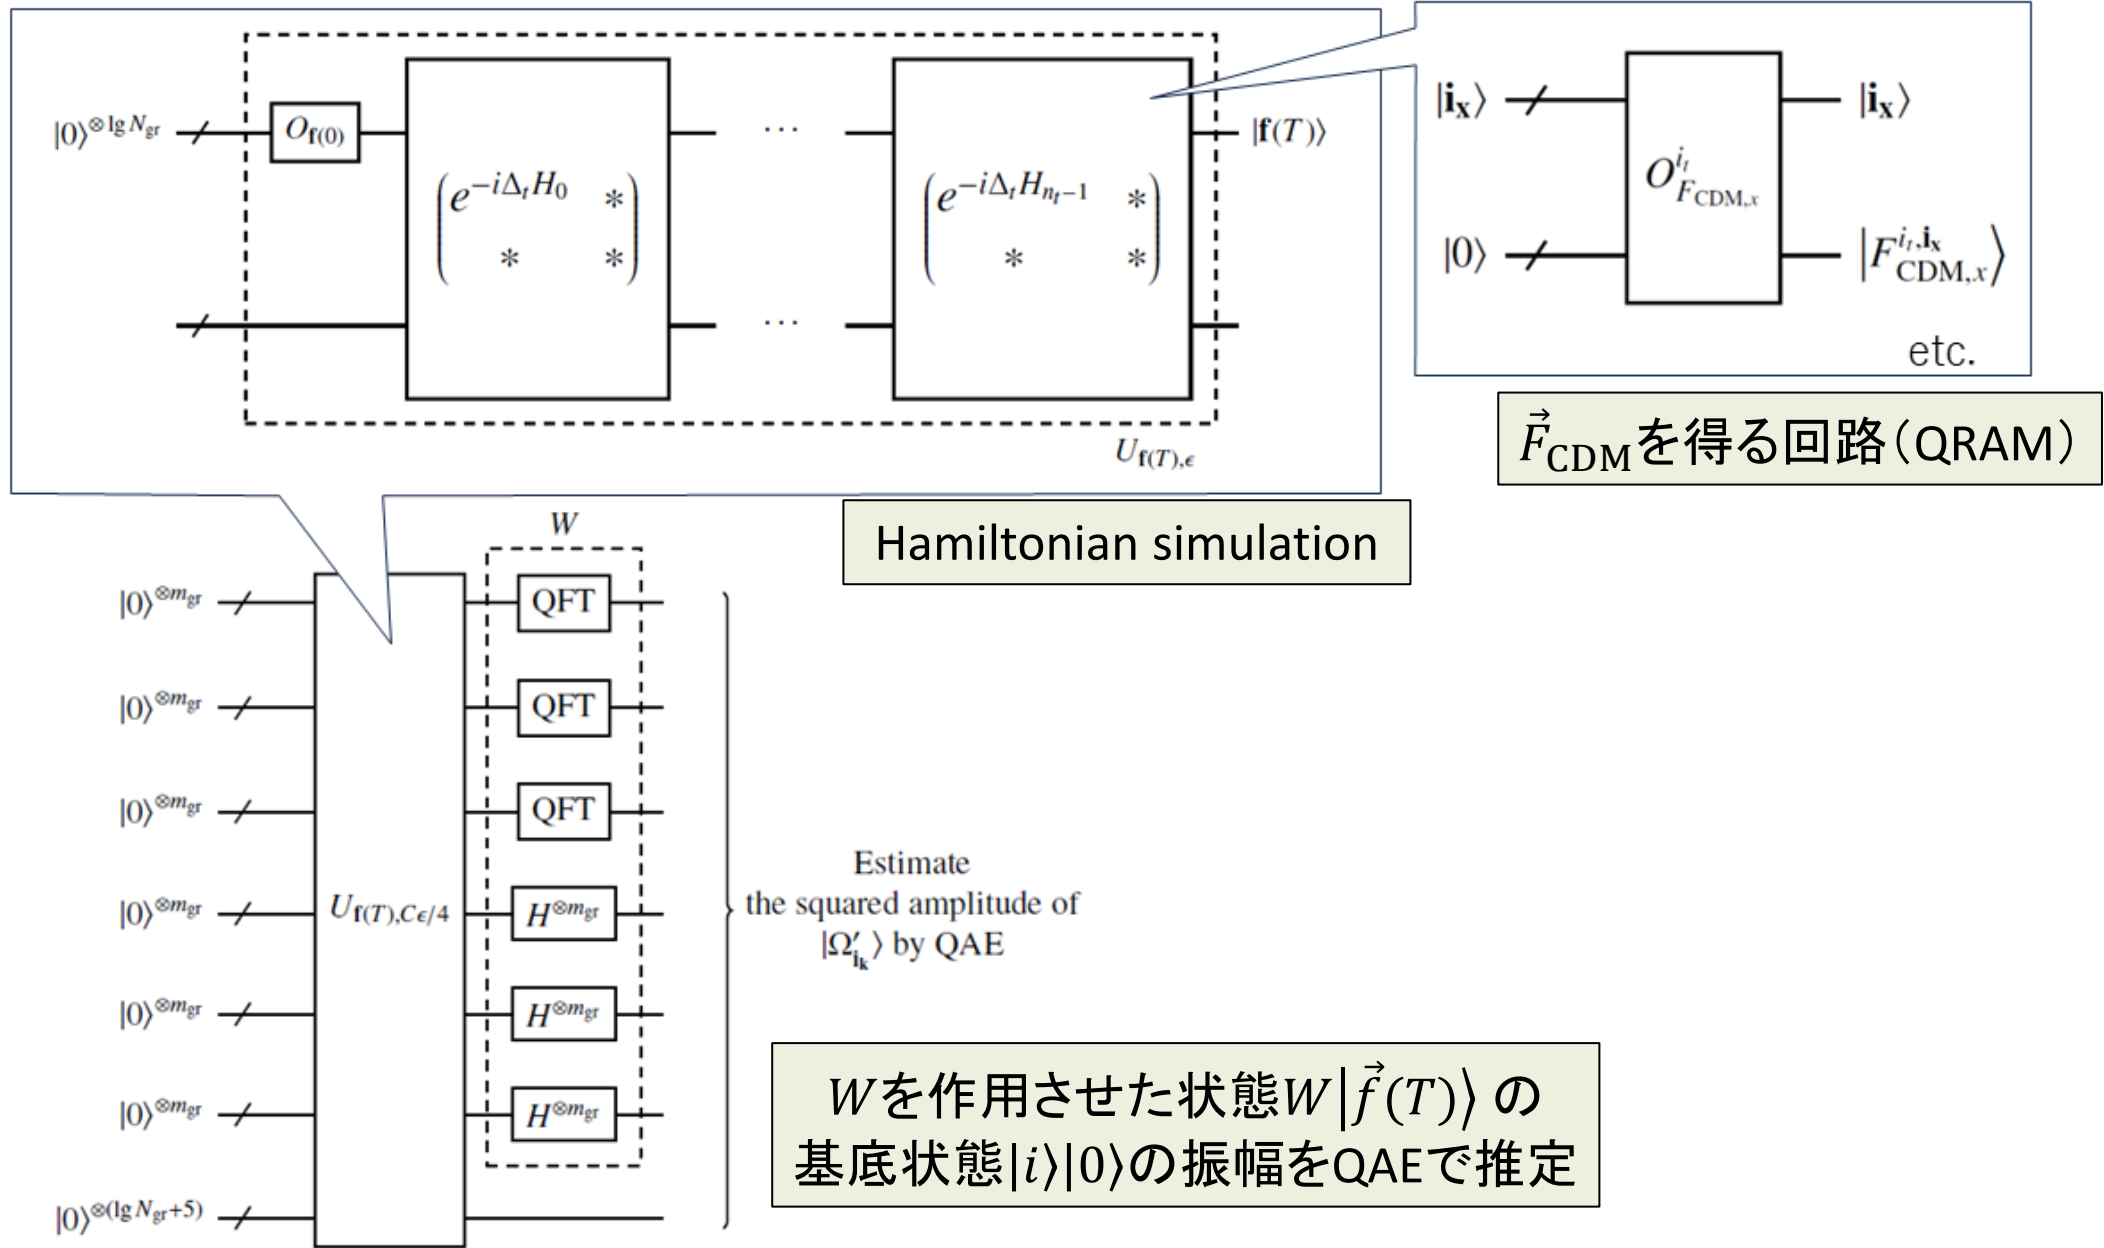 |0⟩^{⊗ lg N_gr}
O_{f(0)}
( e^{-iΔ_t H_0} *
* * )
· · ·
· · ·
( e^{-iΔ_t H_{n_t-1}} *
* * )
|f(T)⟩
U_{f(T),ϵ}
|i_x⟩
|0⟩
O^{i_t}_{F_{CDM,x}}
|i_x⟩
|F^{i_t,i_x}_{CDM,x}⟩
etc.
F⃗_CDMを得る回路（QRAM）
Hamiltonian simulation
W
|0⟩^{⊗m_gr}
QFT
|0⟩^{⊗m_gr}
QFT
|0⟩^{⊗m_gr}
QFT
|0⟩^{⊗m_gr}
U_{f(T),Cϵ/4}
H^{⊗m_gr}
|0⟩^{⊗m_gr}
H^{⊗m_gr}
|0⟩^{⊗m_gr}
H^{⊗m_gr}
|0⟩^{⊗(lg N_gr+5)}
Estimate
the squared amplitude of
|Ω′_{i_k}⟩ by QAE
Wを作用させた状態W|f⃗(T)⟩ の
基底状態|i⟩|0⟩の振幅をQAEで推定